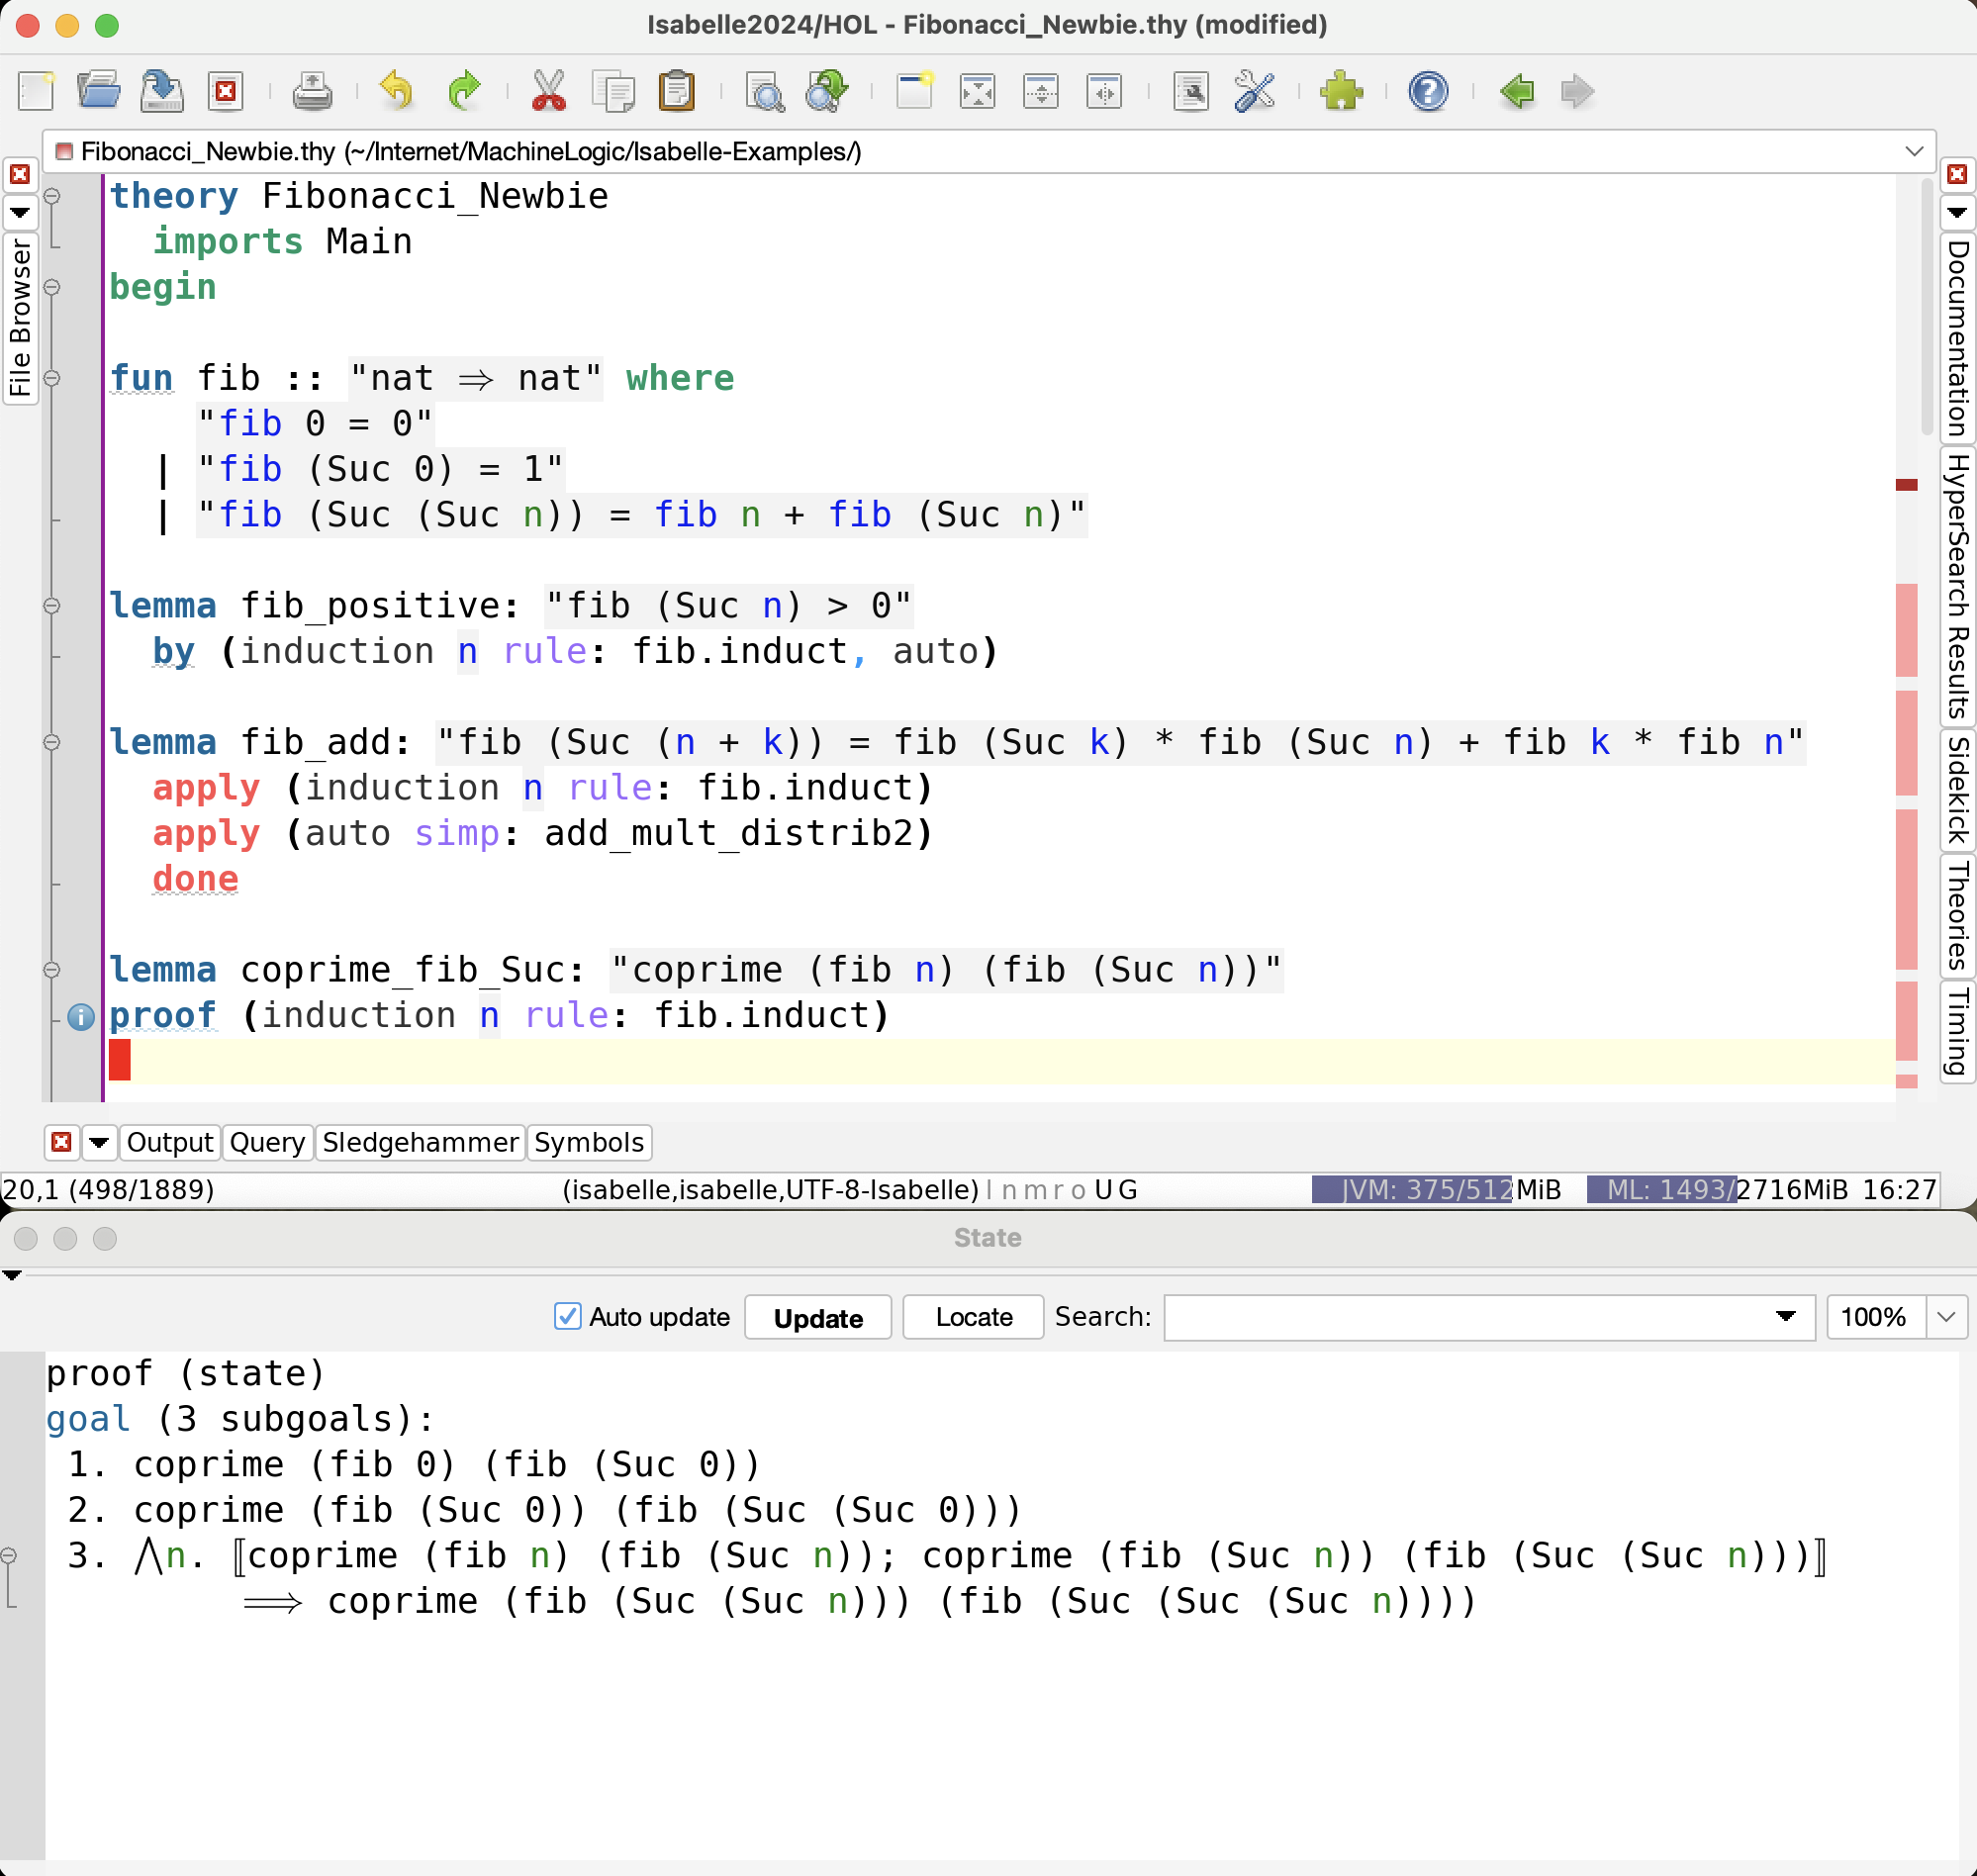 Isabelle2024/HOL - Fibonacci_Newbie.thy (modified)
Fibonacci_Newbie.thy (~/Internet/MachineLogic/Isabelle-Examples/)
File Browser
theory Fibonacci_Newbie
imports Main
begin
fun fib :: "nat ⇒ nat" where
"fib 0 = 0"
| "fib (Suc 0) = 1"
| "fib (Suc (Suc n)) = fib n + fib (Suc n)"
lemma fib_positive: "fib (Suc n) > 0"
by (induction n rule: fib.induct, auto)
lemma fib_add: "fib (Suc (n + k)) = fib (Suc k) * fib (Suc n) + fib k * fib n"
apply (induction n rule: fib.induct)
apply (auto simp: add_mult_distrib2)
done
lemma coprime_fib_Suc: "coprime (fib n) (fib (Suc n))"
proof (induction n rule: fib.induct)
Documentation
HyperSearch Results
Sidekick
Theories
Timing
Output Query Sledgehammer Symbols
20,1 (498/1889) (isabelle,isabelle,UTF-8-Isabelle) | n m r o U G JVM: 375/512MiB ML: 1493/2716MiB 16:27
State
Auto update Update Locate Search: 100%
proof (state)
goal (3 subgoals):
1. coprime (fib 0) (fib (Suc 0))
2. coprime (fib (Suc 0)) (fib (Suc (Suc 0)))
3. ⋀n. ⟦coprime (fib n) (fib (Suc n)); coprime (fib (Suc n)) (fib (Suc (Suc n)))⟧
⟹ coprime (fib (Suc (Suc n))) (fib (Suc (Suc (Suc n))))